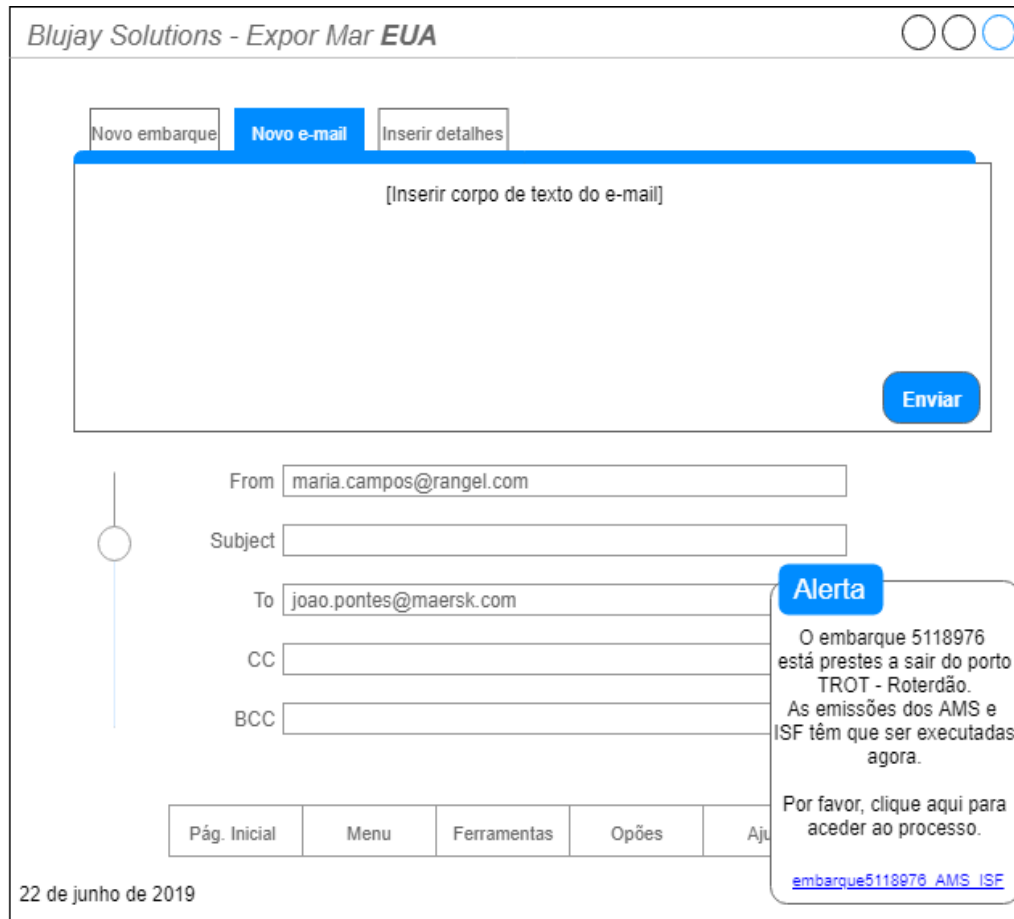 Blujay Solutions - Expor Mar EUA
Novo embarque
Novo e-mail
Inserir detalhes
[Inserir corpo de texto do e-mail]
Enviar
From maria.campos@rangel.com
Subject
To joao.pontes@maersk.com
CC
BCC
Alerta
O embarque 5118976
está prestes a sair do porto
TROT - Roterdão.
As emissões dos AMS e
ISF têm que ser executadas
agora.
Por favor, clique aqui para
aceder ao processo.
embarque5118976_AMS_ISF
Pág. Inicial
Menu
Ferramentas
Opões
22 de junho de 2019